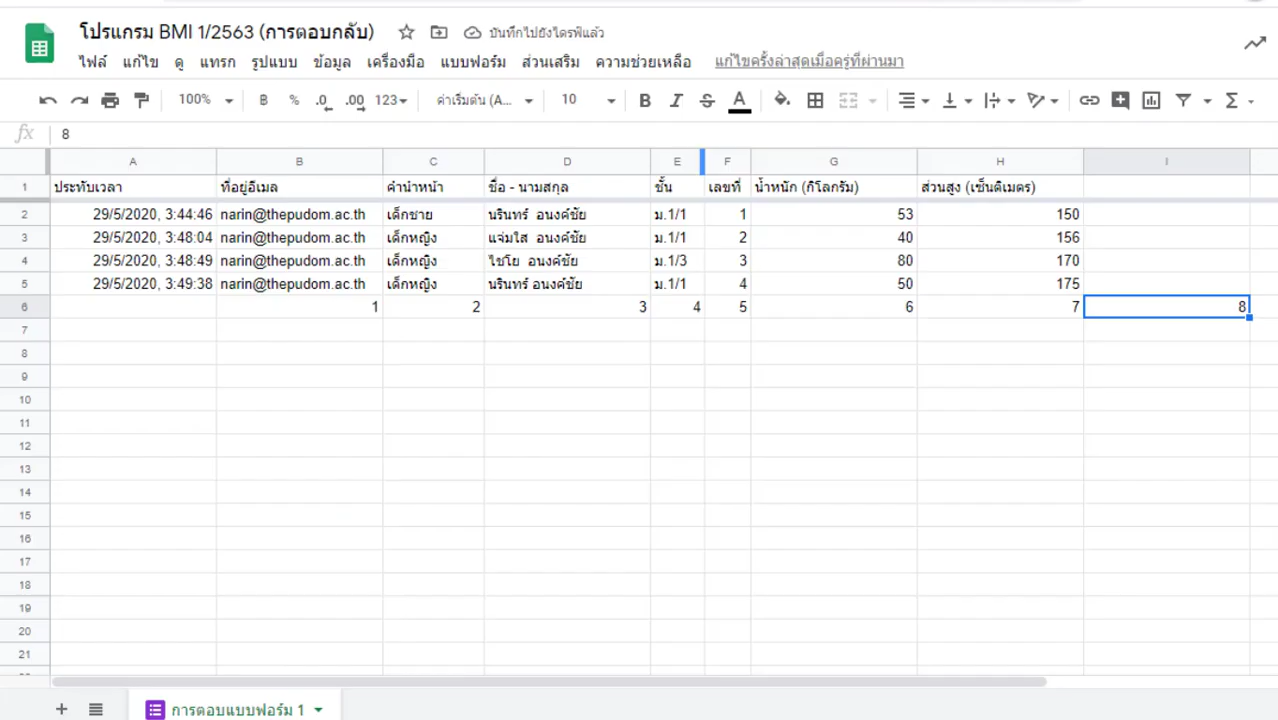 โปรแกรม BMI 1/2563 (การตอบกลับ) บันทึกไปยังไดรฟ์แล้ว
ไฟล์ แก้ไข ดู แทรก รูปแบบ ข้อมูล เครื่องมือ แบบฟอร์ม ส่วนเสริม ความช่วยเหลือ แก้ไขครั้งล่าสุดเมื่อครู่ที่ผ่านมา
100% B % .0 .00 123 ค่าเริ่มต้น (A... 10 B I S A Σ
fx 8
A B C D E F G H I
1 ประทับเวลา ที่อยู่อีเมล คำนำหน้า ชื่อ - นามสกุล ชั้น เลขที่ น้ำหนัก (กิโลกรัม) ส่วนสูง (เซ็นติเมตร)
2 29/5/2020, 3:44:46 narin@thepudom.ac.th เด็กชาย นรินทร์ อนงค์ชัย ม.1/1 1 53 150
3 29/5/2020, 3:48:04 narin@thepudom.ac.th เด็กหญิง แจ่มใส อนงค์ชัย ม.1/1 2 40 156
4 29/5/2020, 3:48:49 narin@thepudom.ac.th เด็กหญิง ไชโย อนงค์ชัย ม.1/3 3 80 170
5 29/5/2020, 3:49:38 narin@thepudom.ac.th เด็กหญิง นรินทร์ อนงค์ชัย ม.1/1 4 50 175
6 1 2 3 4 5 6 7 8
7
8
9
10
11
12
13
14
15
16
17
18
19
20
21
การตอบแบบฟอร์ม 1